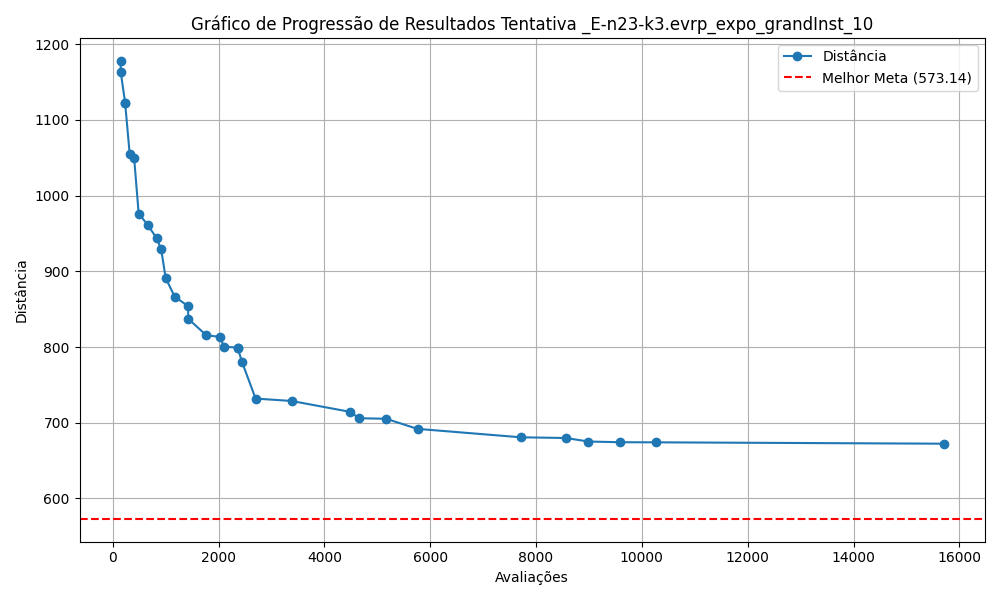 Gráfico de Progressão de Resultados Tentativa _E-n23-k3.evrp_expo_grandInst_10
Distância
Melhor Meta (573.14)
1200
1100
1000
900
800
700
600
Distância
0 2000 4000 6000 8000 10000 12000 14000 16000
Avaliações